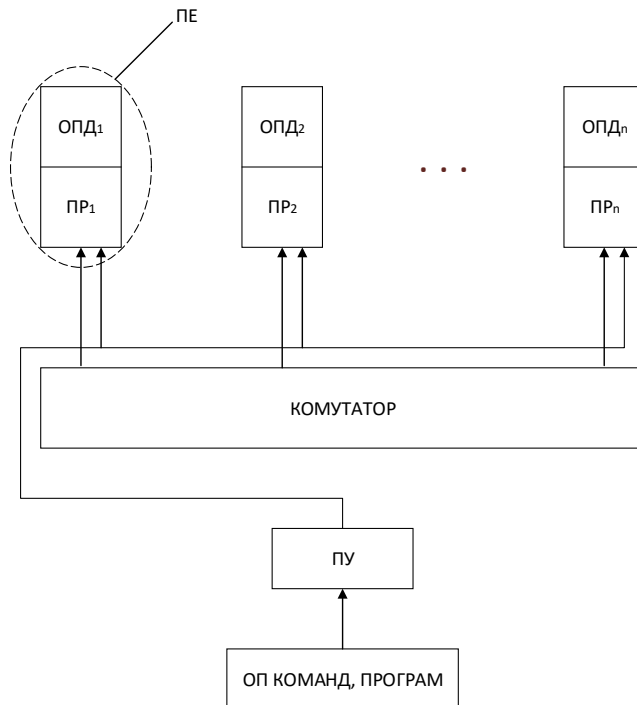 ПЕ
ОПД₁ ОПД₂ ... ОПДₙ
ПР₁ ПР₂ ПРₙ
КОМУТАТОР
ПУ
ОП КОМАНД, ПРОГРАМ